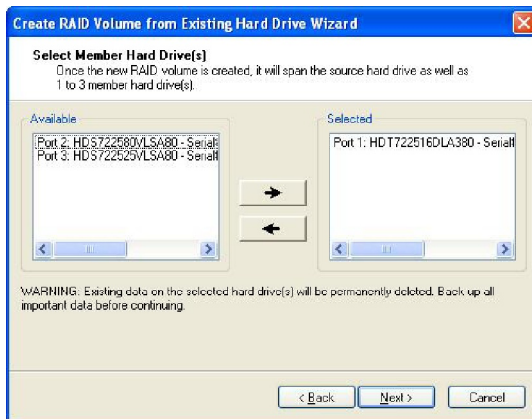 Create RAID Volume from Existing Hard Drive Wizard
Select Member Hard Drive(s)
Once the new RAID volume is created, it will span the source hard drive as well as
1 to 3 member hard drive(s).
Available
Port 2: HDS722580VLSA80 - Serial#
Port 3: HDS722525VLSA80 - Serial#
Selected
Port 1: HDT722516DLA380 - Serial#
WARNING: Existing data on the selected hard drive(s) will be permanently deleted. Back up all
important data before continuing.
< Back
Next >
Cancel